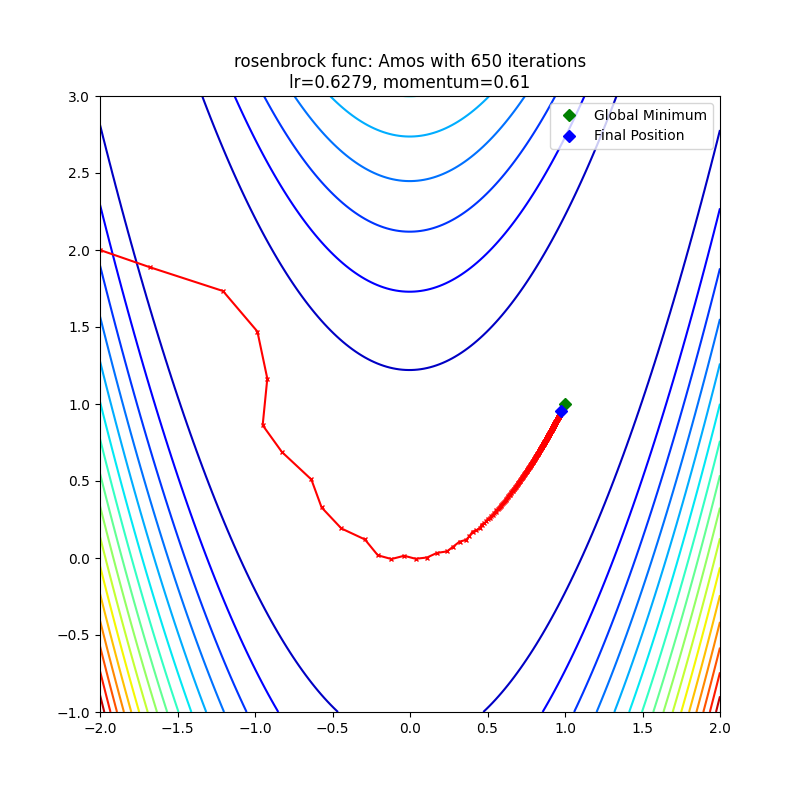 rosenbrock func: Amos with 650 iterations
lr=0.6279, momentum=0.61
Global Minimum
Final Position
3.0
2.5
2.0
1.5
1.0
0.5
0.0
−0.5
−1.0
−2.0 −1.5 −1.0 −0.5 0.0 0.5 1.0 1.5 2.0